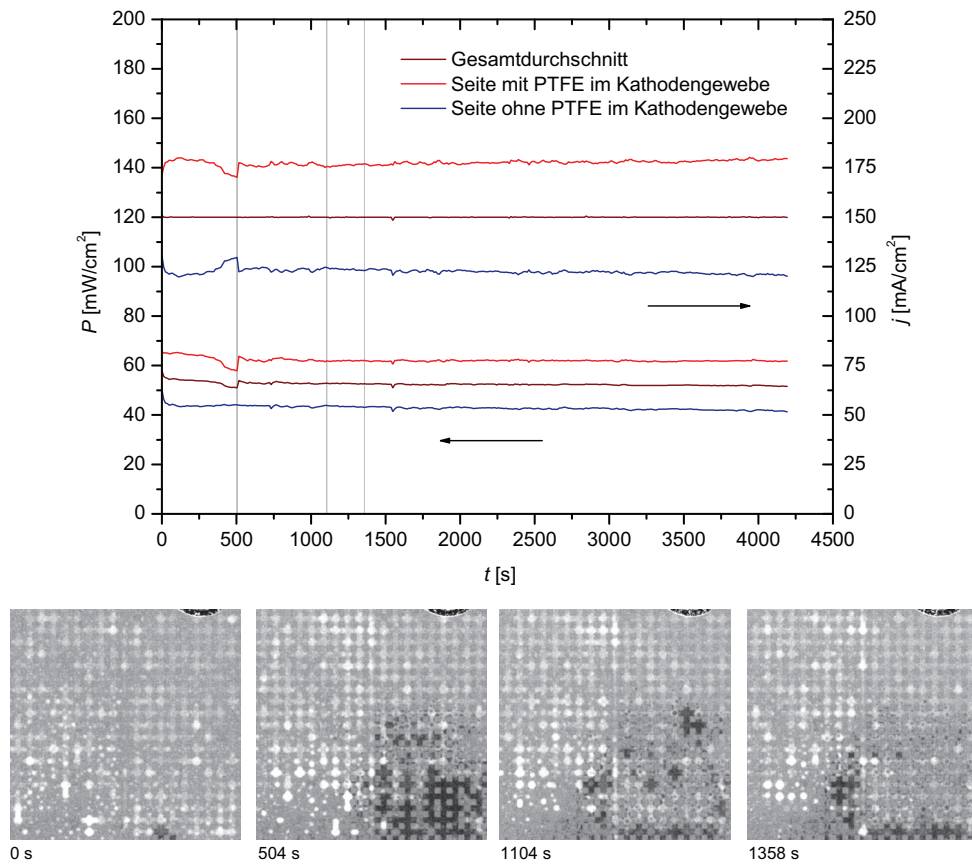 200
180
160
140
120
100
80
60
40
20
0
P [mW/cm²]
Gesamtdurchschnitt
Seite mit PTFE im Kathodengewebe
Seite ohne PTFE im Kathodengewebe
250
225
200
175
150
125
100
75
50
25
0
j [mA/cm²]
0 500 1000 1500 2000 2500 3000 3500 4000 4500
t [s]
0 s 504 s 1104 s 1358 s